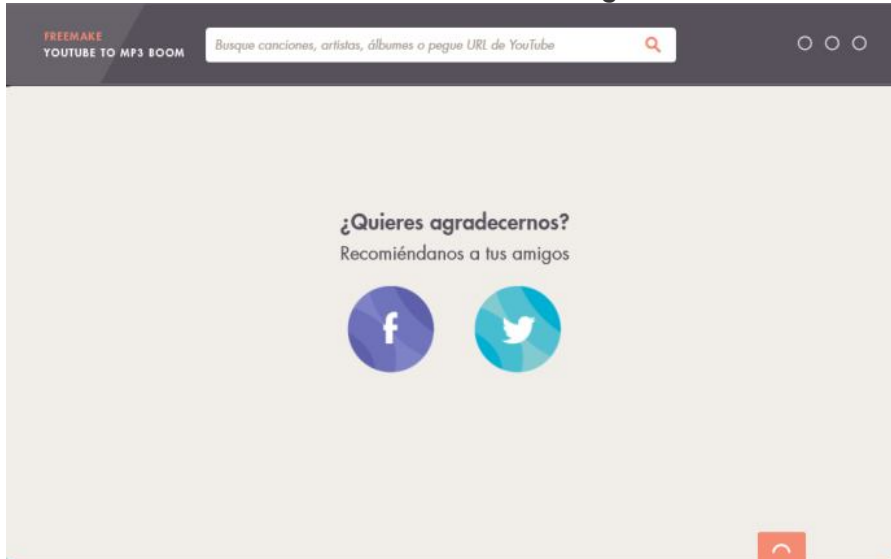 FREEMAKE
YOUTUBE TO MP3 BOOM
Busque canciones, artistas, álbumes o pegue URL de YouTube
¿Quieres agradecernos?
Recomiéndanos a tus amigos